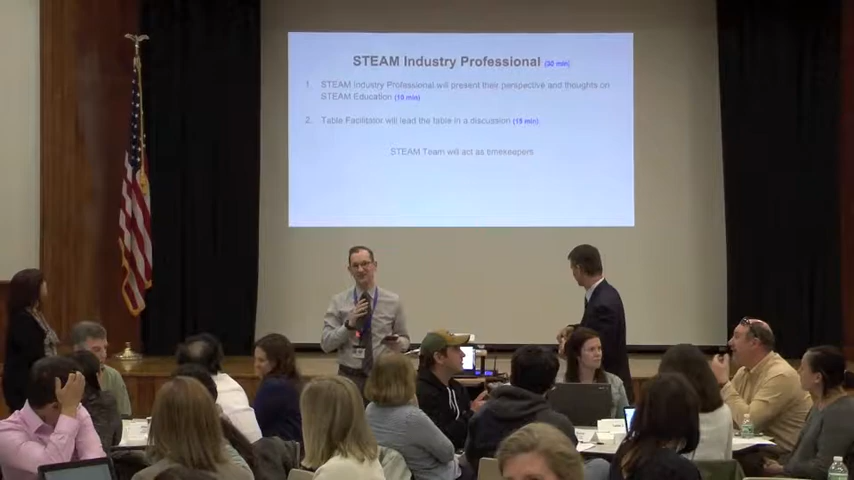 STEAM Industry Professional (30 min)
1. STEAM Industry Professional will present their perspective and thoughts on
STEAM Education (10 min)
2. Table Facilitator will lead the table in a discussion (15 min)
STEAM Team will act as timekeepers